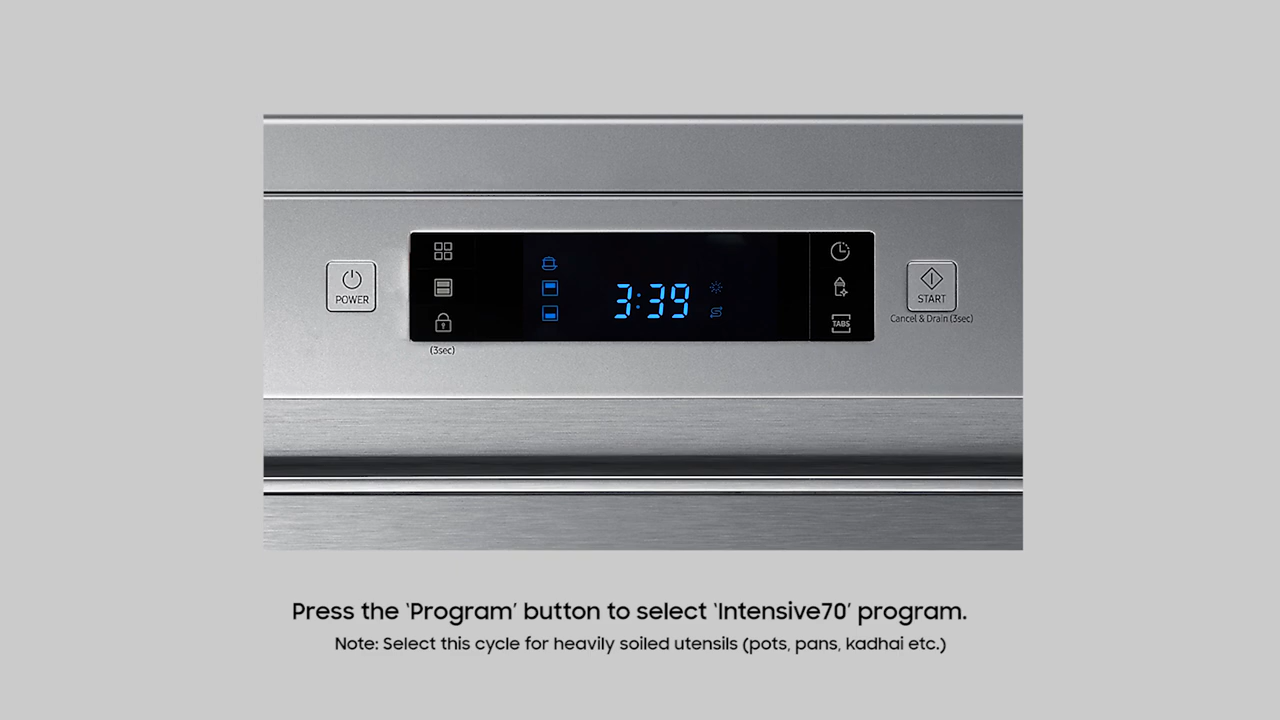 3:39
POWER
START
TABS
Cancel & Drain (3sec)
(3sec)
Press the ‘Program’ button to select ‘Intensive70’ program.
Note: Select this cycle for heavily soiled utensils (pots, pans, kadhai etc.)